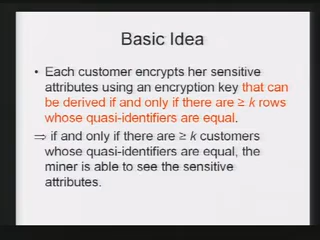 Basic Idea
• Each customer encrypts her sensitive
attributes using an encryption key that can
be derived if and only if there are ≥ k rows
whose quasi-identifiers are equal.
⇒ if and only if there are ≥ k customers
whose quasi-identifiers are equal, the
miner is able to see the sensitive
attributes.